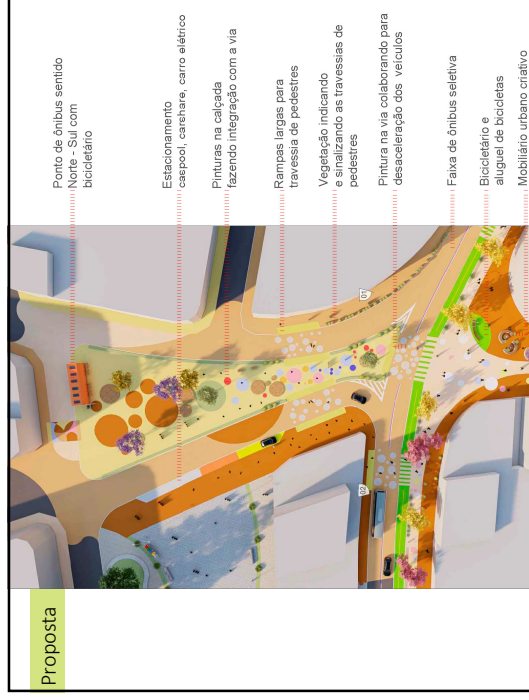 Proposta
Ponto de ônibus sentido
Norte - Sul com
bicicletário
Estacionamento
caspool, carshare, carro elétrico
Pinturas na calçada
fazendo integração com a via
Rampas largas para
travessia de pedestres
Vegetação indicando
e sinalizando as travessias de
pedestres
Pintura na via colaborando para
desaceleração dos veículos
Faixa de ônibus seletiva
Bicicletário e
aluguel de bicicletas
Mobiliário urbano criativo
01
02